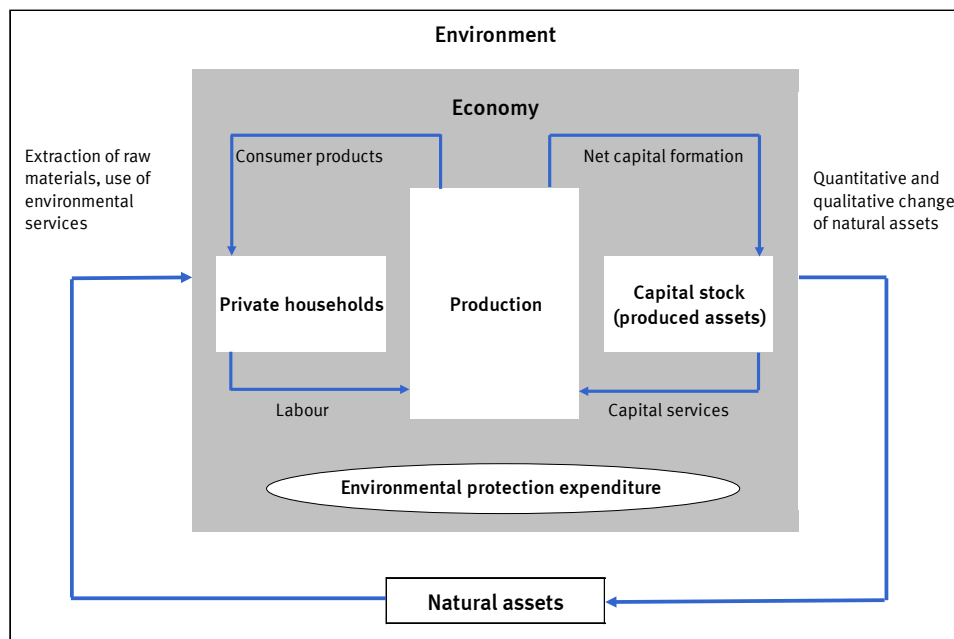 Environment
Economy
Extraction of raw
materials, use of
environmental
services
Consumer products
Net capital formation
Quantitative and
qualitative change
of natural assets
Private households
Production
Capital stock
(produced assets)
Labour
Capital services
Environmental protection expenditure
Natural assets